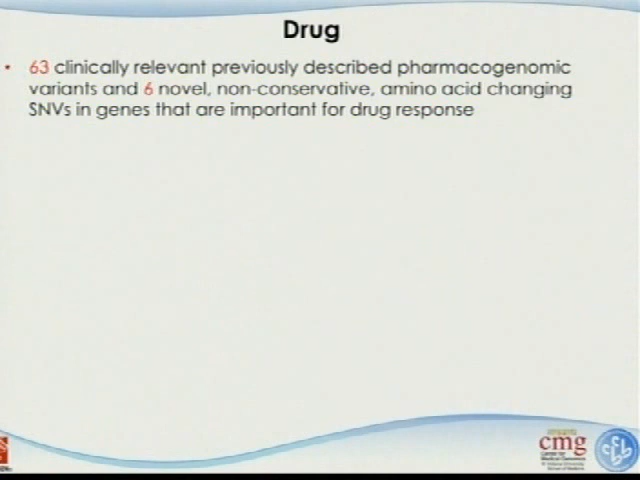 Drug
• 63 clinically relevant previously described pharmacogenomic
variants and 6 novel, non-conservative, amino acid changing
SNVs in genes that are important for drug response
cmg